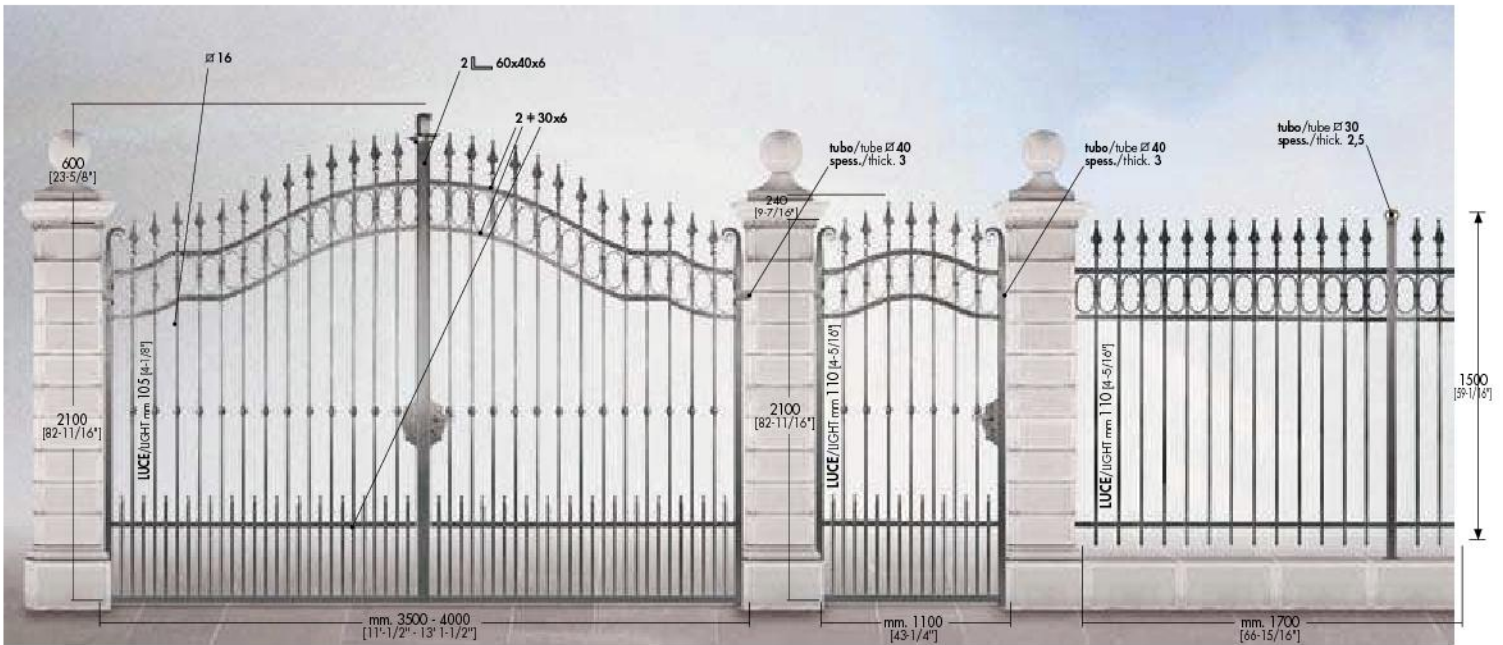 ⌀ 16
2 60x40x6
2 + 30x6
600
[23-5/8"]
tubo/tube ⌀ 40
spess./thick. 3
tubo/tube ⌀ 40
spess./thick. 3
tubo/tube ⌀ 30
spess./thick. 2,5
240
[9-7/16"]
LUCE/LIGHT mm 105 [4-1/8"]
2100
[82-11/16"]
2100
[82-11/16"]
LUCE/LIGHT mm 110 [4-5/16"]
LUCE/LIGHT mm 110 [4-5/16"]
1500
[59-1/16"]
mm. 3500 - 4000
[11'-1/2" - 13' 1-1/2"]
mm. 1100
[43-1/4"]
mm. 1700
[66-15/16"]